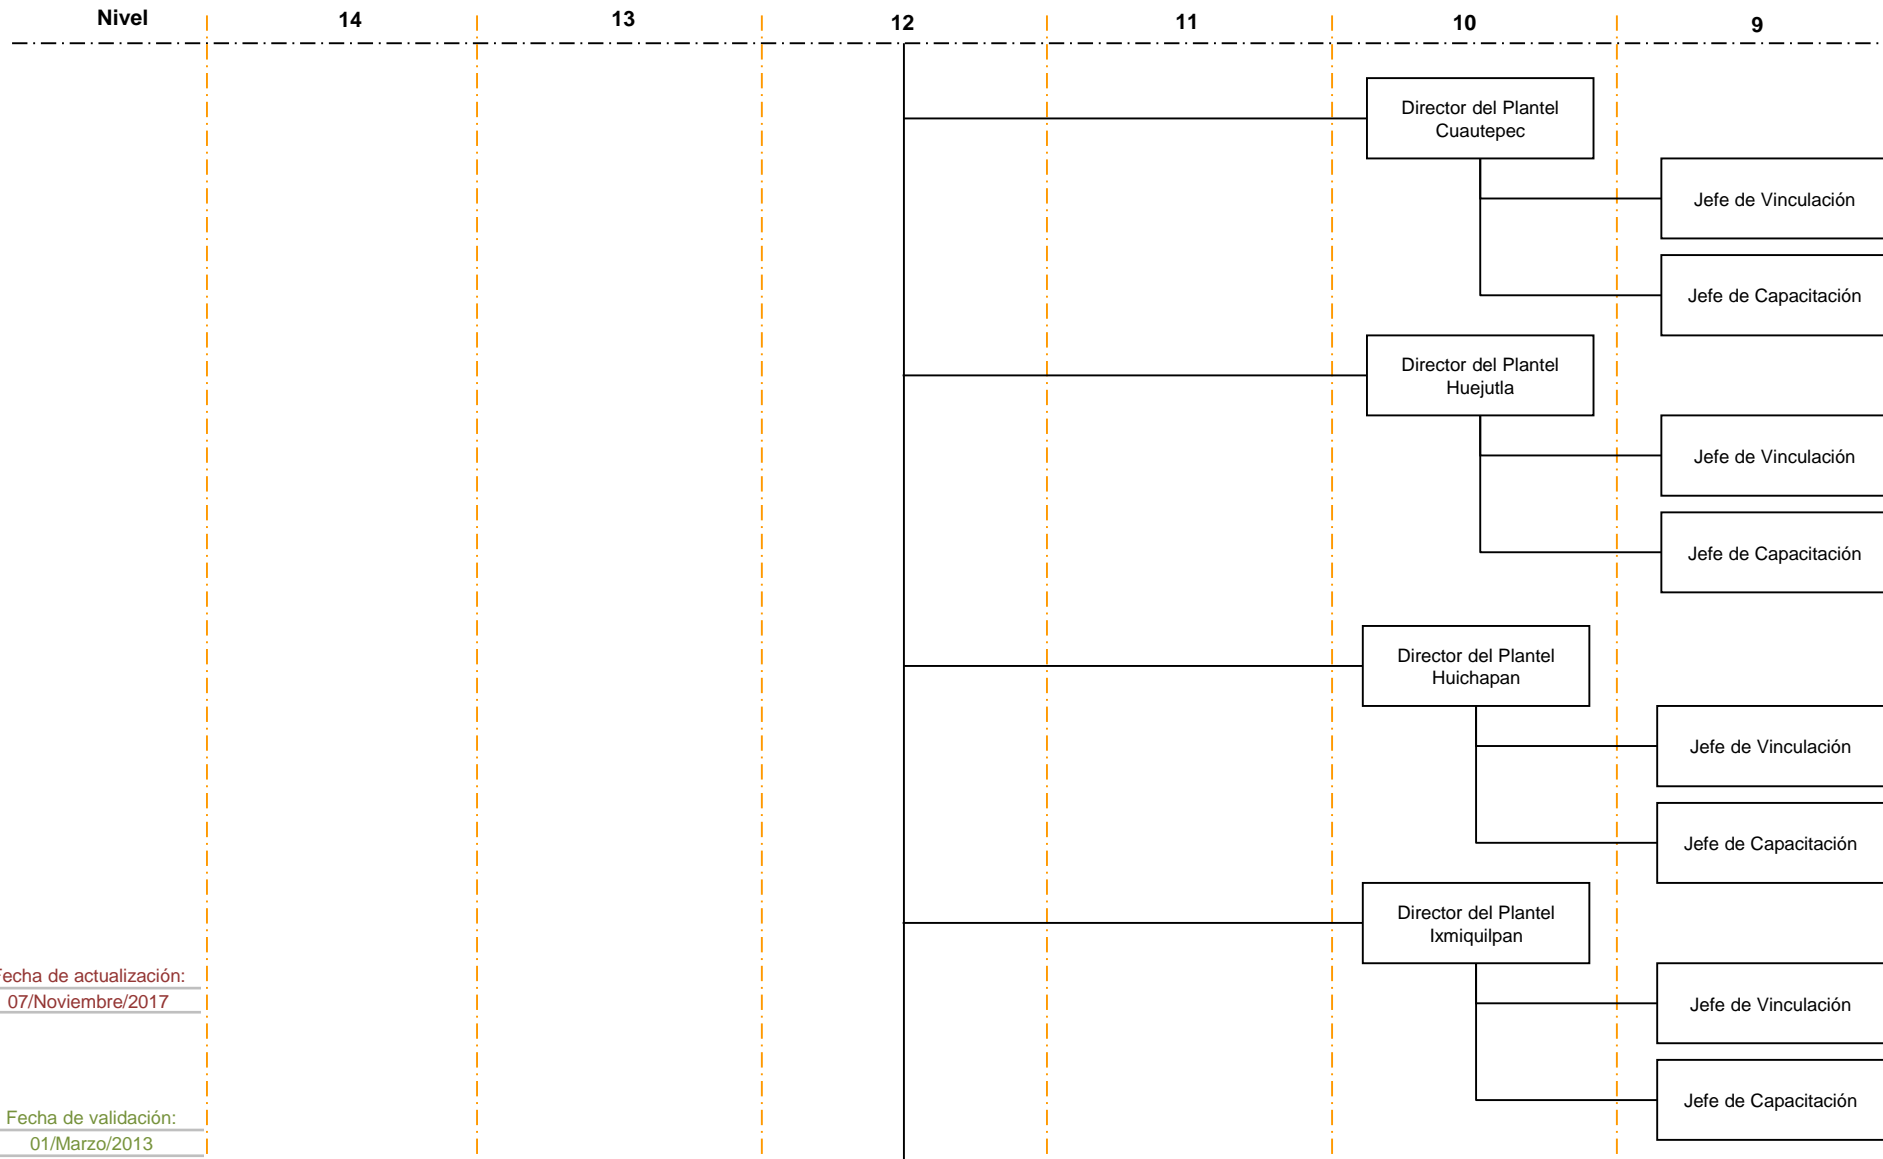 Nivel 14 13 12 11 10 9
Director del Plantel
Cuautepec
Jefe de Vinculación
Jefe de Capacitación
Director del Plantel
Huejutla
Jefe de Vinculación
Jefe de Capacitación
Director del Plantel
Huichapan
Jefe de Vinculación
Jefe de Capacitación
Director del Plantel
Ixmiquilpan
Jefe de Vinculación
Jefe de Capacitación
Fecha de actualización:
07/Noviembre/2017
Fecha de validación:
01/Marzo/2013